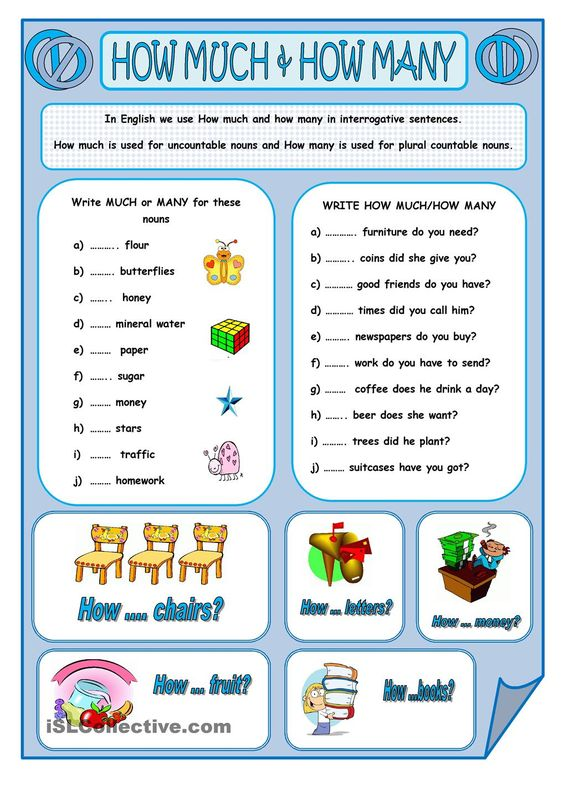 HOW MUCH & HOW MANY
In English we use How much and how many in interrogative sentences.
How much is used for uncountable nouns and How many is used for plural countable nouns.
Write MUCH or MANY for these
nouns
a) ……….. flour
b) ………. butterflies
c) …….. honey
d) ……… mineral water
e) ……… paper
f) …….. sugar
g) ……… money
h) ……… stars
i) ……… traffic
j) ……… homework
WRITE HOW MUCH/HOW MANY
a) …………. furniture do you need?
b) ……….. coins did she give you?
c) ………… good friends do you have?
d) ………… times did you call him?
e) ………. newspapers do you buy?
f) ………. work do you have to send?
g) ……… coffee does he drink a day?
h) …….. beer does she want?
i) ………. trees did he plant?
j) ……… suitcases have you got?
How .... chairs?
How ... letters?
How ... money?
How ... fruit?
How ...books?
iSLCollective.com